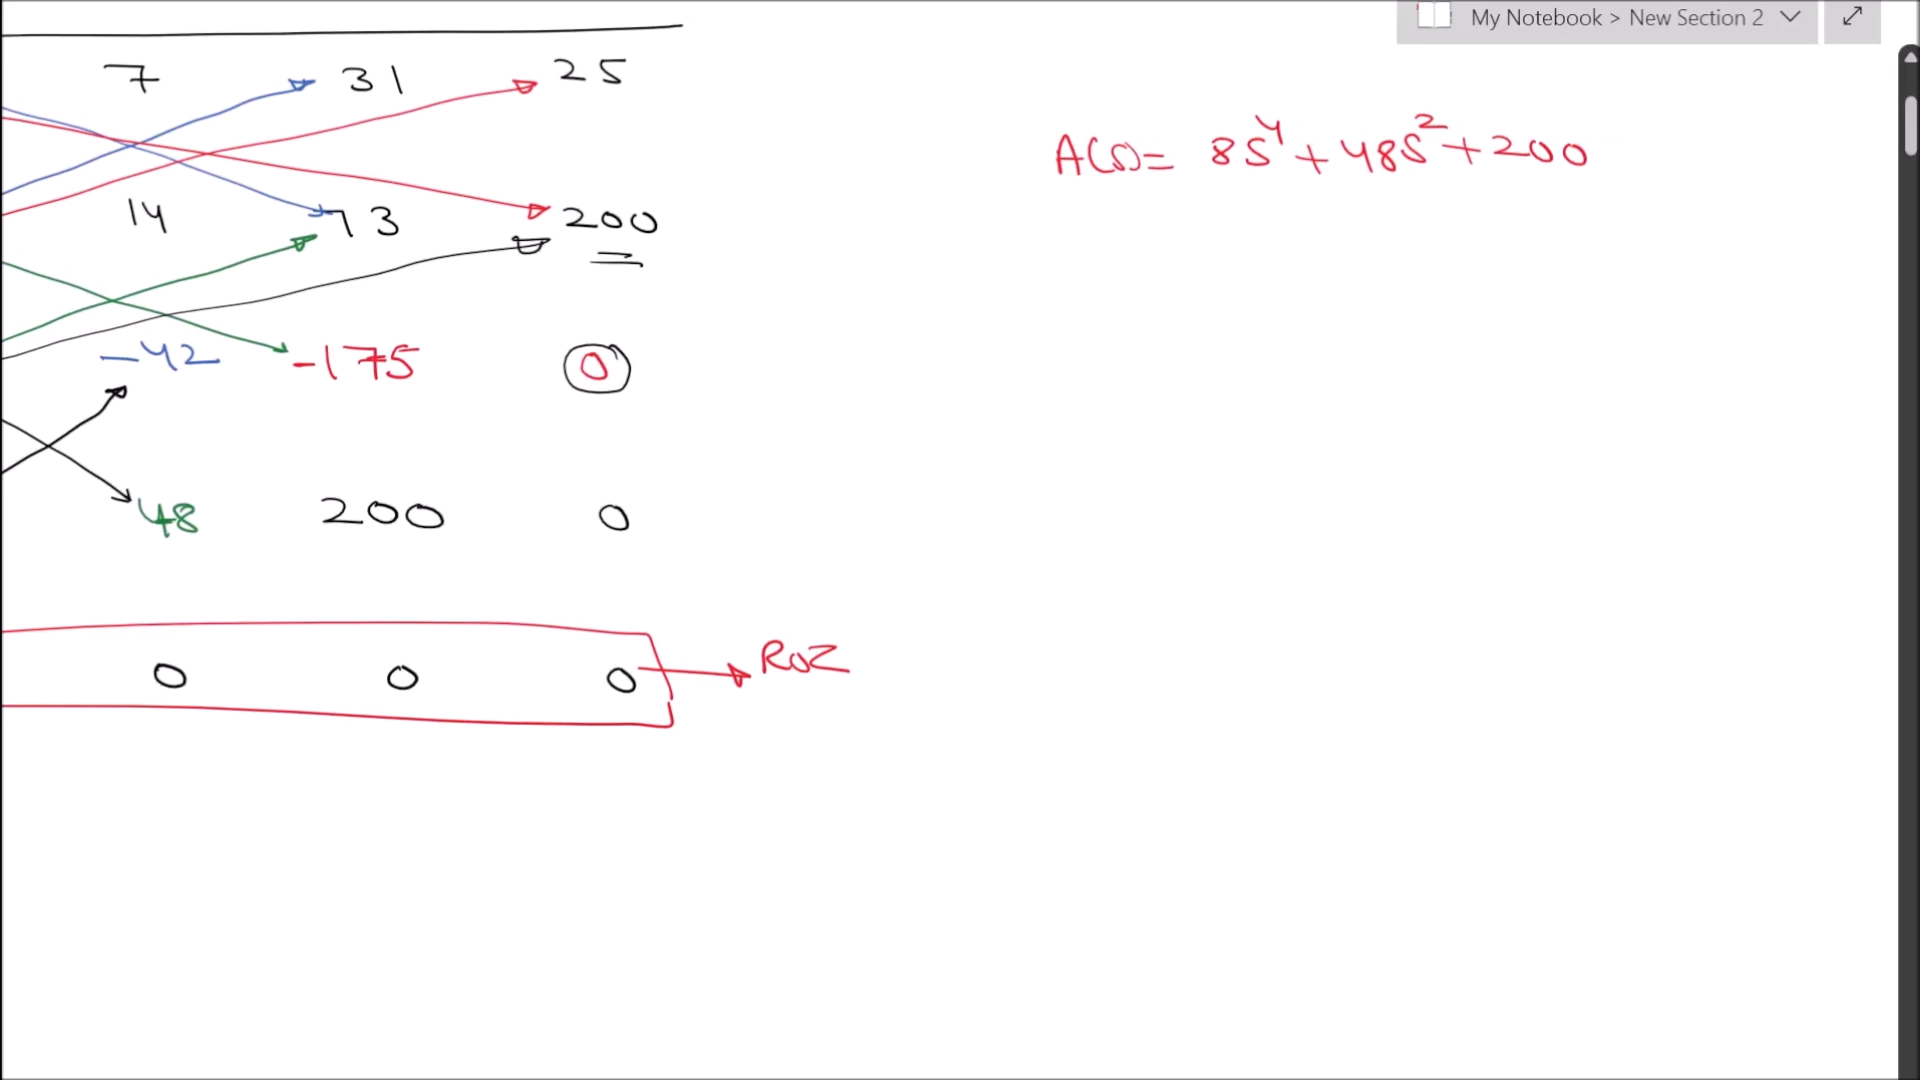 My Notebook > New Section 2
7 31 25
A(s) = 8s⁴ + 48s² + 200
14 73 200
-42 -175 0
48 200 0
0 0 0 ROZ